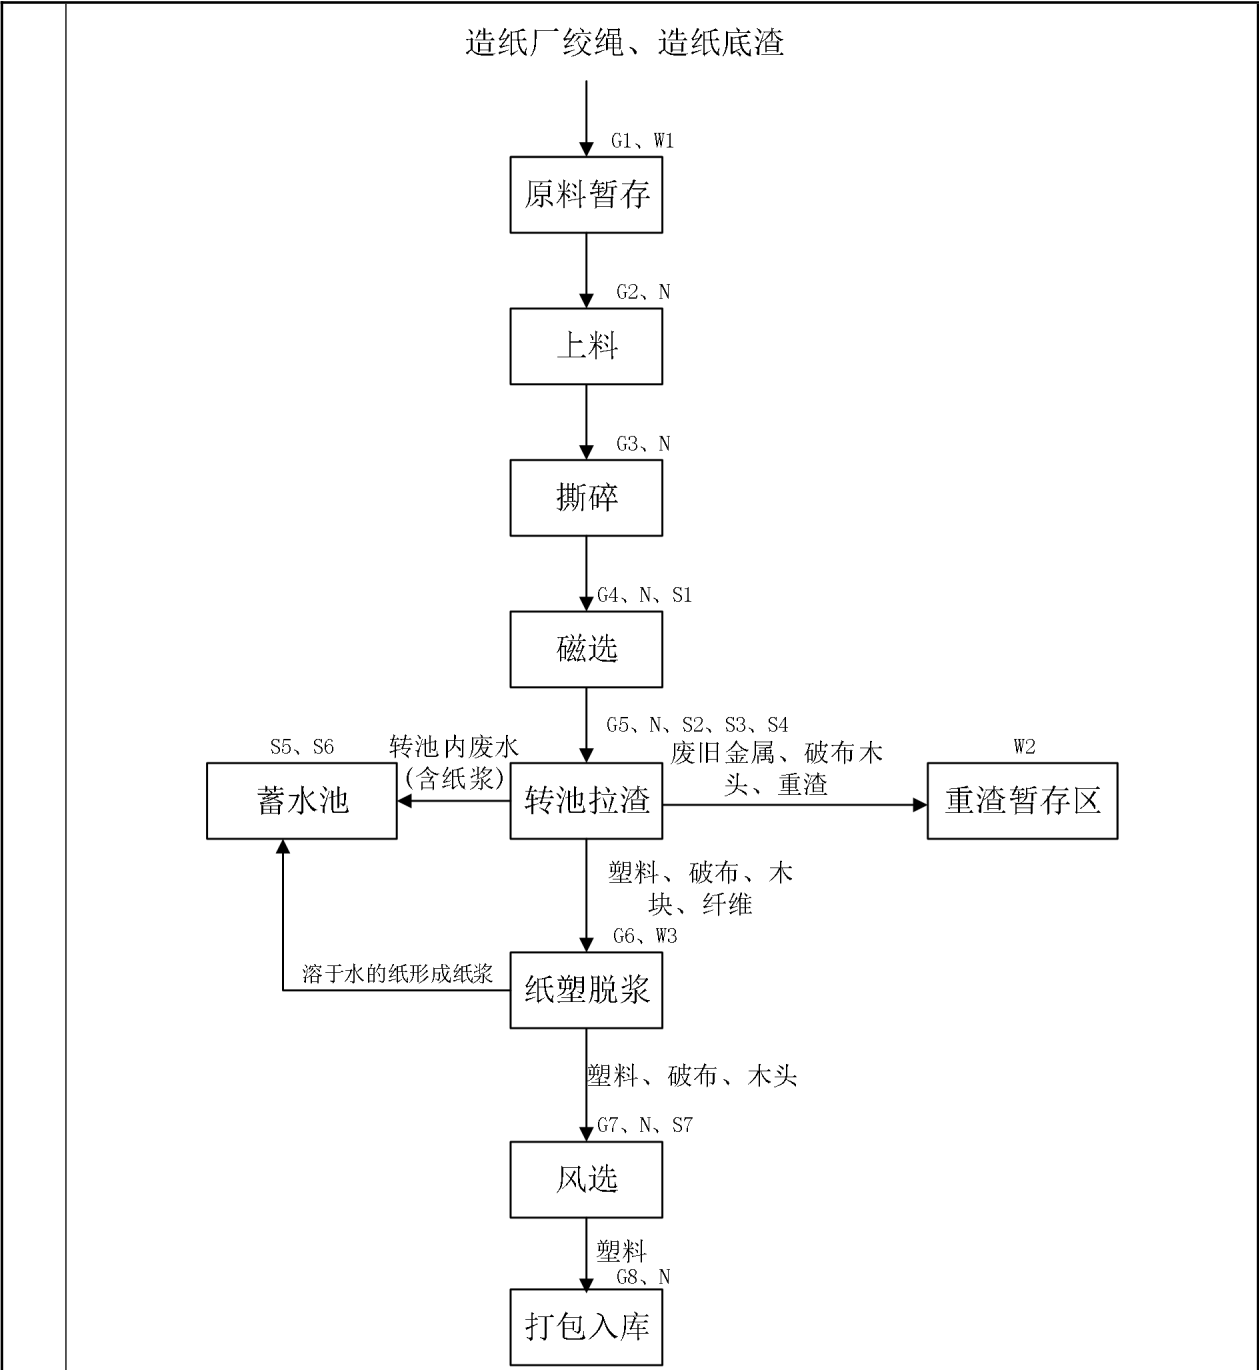 造纸厂绞绳、造纸底渣
G1、W1
原料暂存
G2、N
上料
G3、N
撕碎
G4、N、S1
磁选
G5、N、S2、S3、S4
S5、S6
转池内废水
(含纸浆)
废旧金属、破布木
头、重渣
W2
蓄水池
转池拉渣
重渣暂存区
塑料、破布、木
块、纤维
G6、W3
溶于水的纸形成纸浆
纸塑脱浆
塑料、破布、木头
G7、N、S7
风选
塑料
G8、N
打包入库